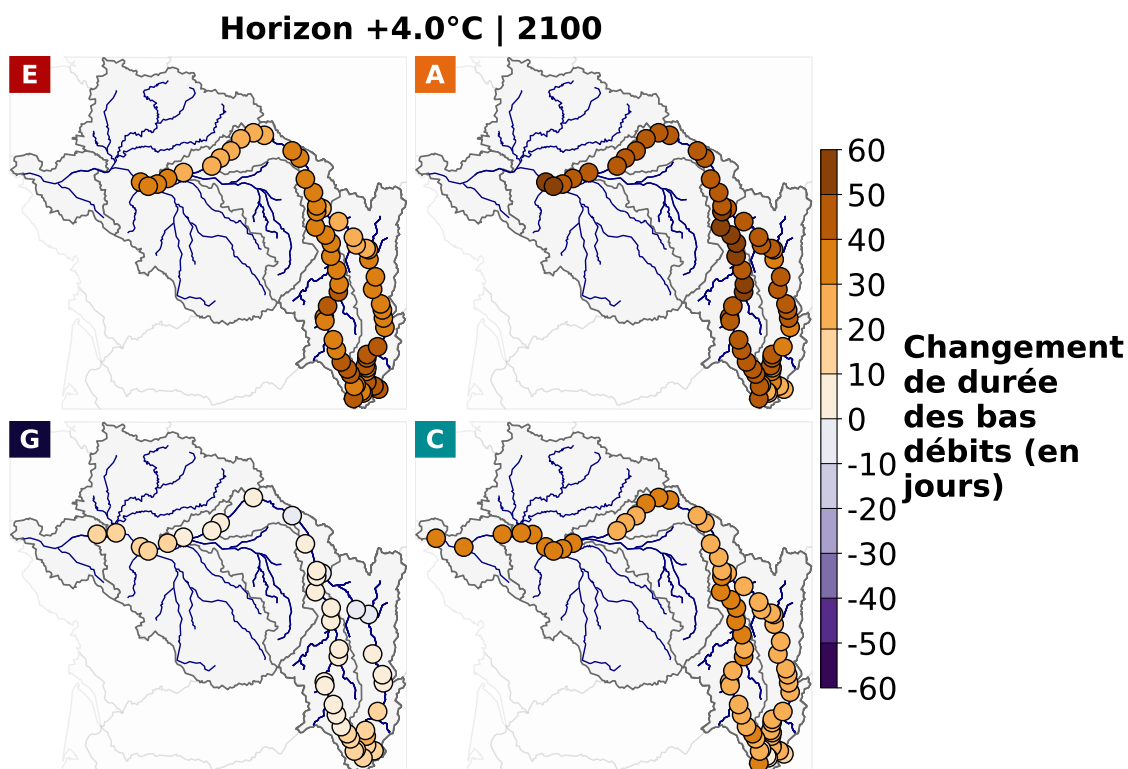 Horizon +4.0°C | 2100
E
A
G
C
60
50
40
30
20
10
0
-10
-20
-30
-40
-50
-60
Changement
de durée
des bas
débits (en
jours)